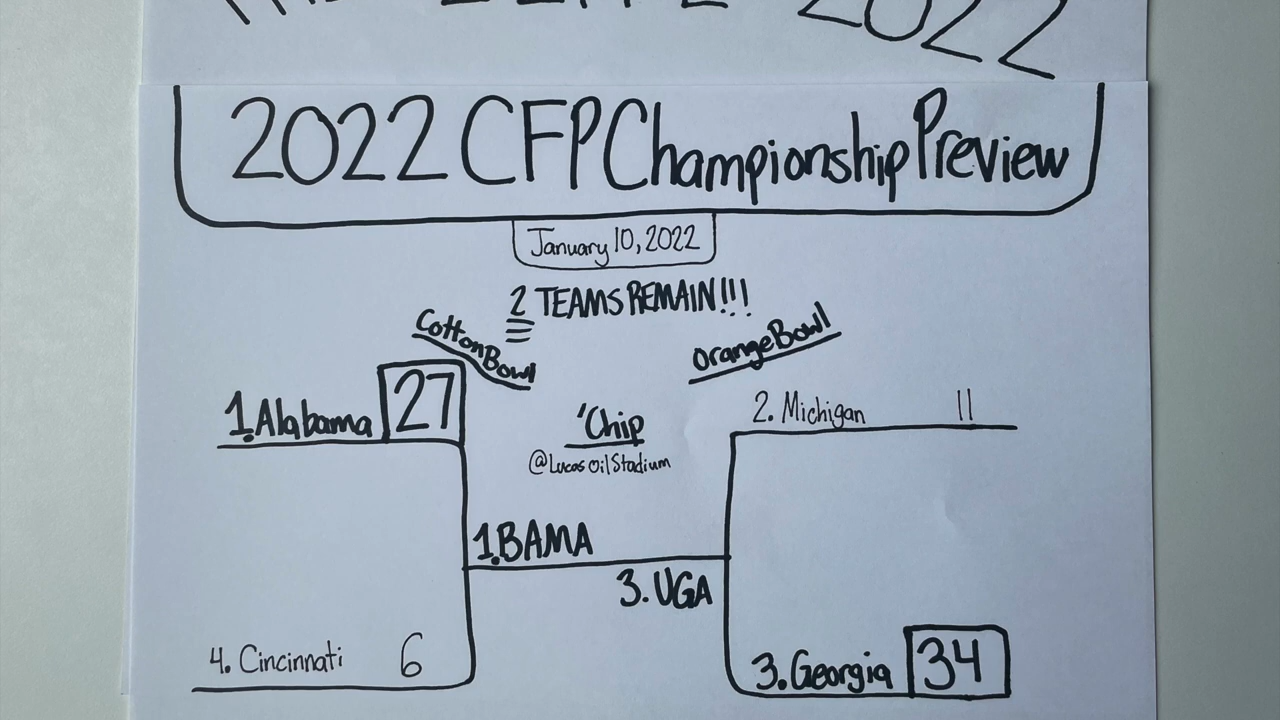 2022
2022 CFP Championship Preview
January 10, 2022
2 TEAMS REMAIN!!!
Cotton Bowl
Orange Bowl
1. Alabama 27
'Chip
@Lucas Oil Stadium
2. Michigan 11
1. BAMA
3. UGA
4. Cincinnati 6
3. Georgia 34